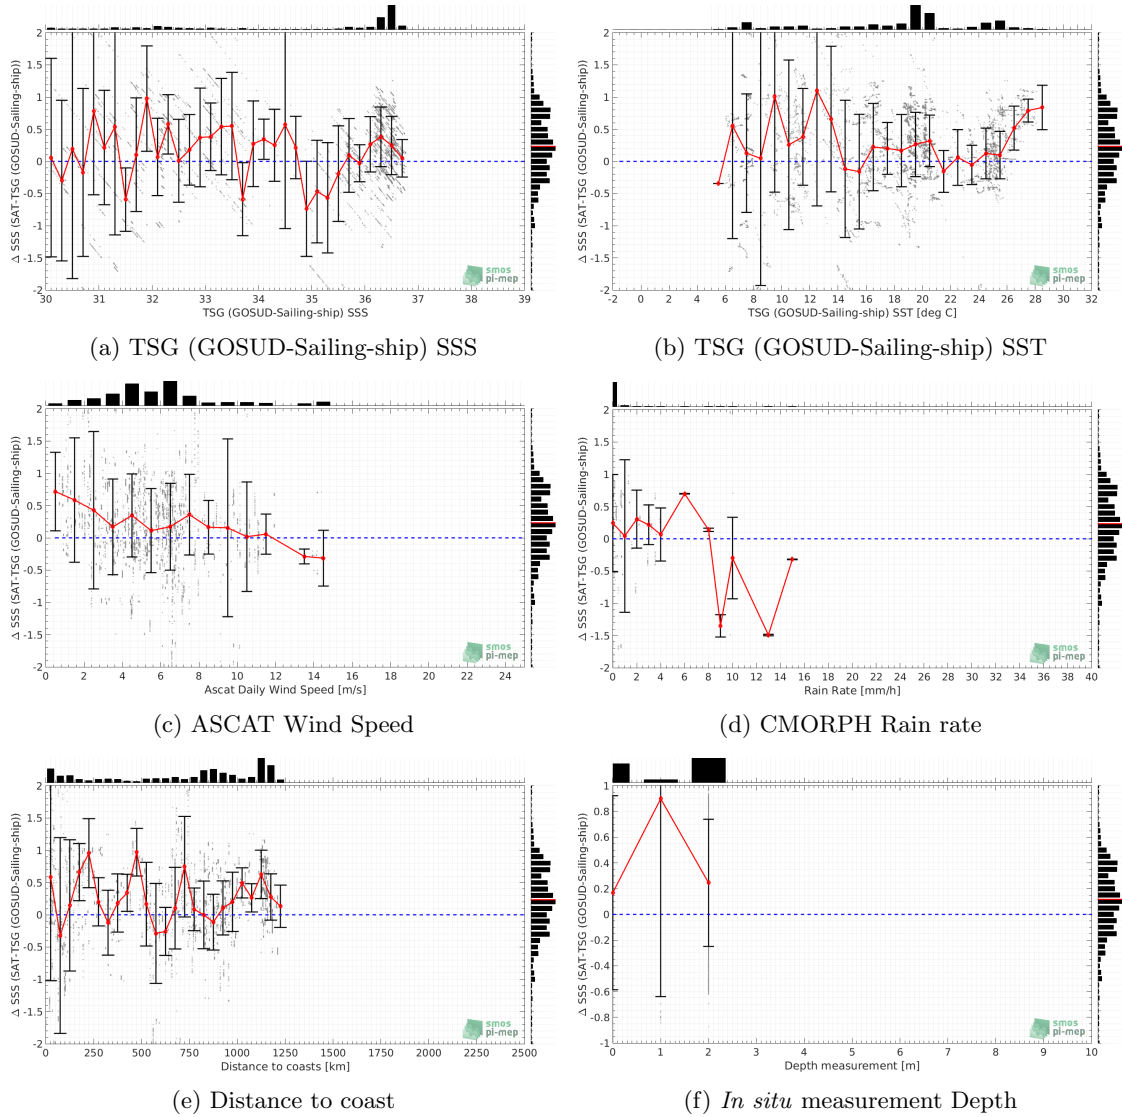 2
1.5
1
0.5
0
-0.5
-1
-1.5
-2
Δ SSS (SAT-TSG (GOSUD-Sailing-ship))
30 31 32 33 34 35 36 37 38 39
TSG (GOSUD-Sailing-ship) SSS
smos
pi-mep
(a) TSG (GOSUD-Sailing-ship) SSS
2
1.5
1
0.5
0
-0.5
-1
-1.5
-2
Δ SSS (SAT-TSG (GOSUD-Sailing-ship))
-2 0 2 4 6 8 10 12 14 16 18 20 22 24 26 28 30 32
TSG (GOSUD-Sailing-ship) SST [deg C]
smos
pi-mep
(b) TSG (GOSUD-Sailing-ship) SST
2
1.5
1
0.5
0
-0.5
-1
-1.5
-2
Δ SSS (SAT-TSG (GOSUD-Sailing-ship))
0 2 4 6 8 10 12 14 16 18 20 22 24
Ascat Daily Wind Speed [m/s]
smos
pi-mep
(c) ASCAT Wind Speed
2
1.5
1
0.5
0
-0.5
-1
-1.5
-2
Δ SSS (SAT-TSG (GOSUD-Sailing-ship))
0 2 4 6 8 10 12 14 16 18 20 22 24 26 28 30 32 34 36 38 40
Rain Rate [mm/h]
smos
pi-mep
(d) CMORPH Rain rate
2
1.5
1
0.5
0
-0.5
-1
-1.5
-2
Δ SSS (SAT-TSG (GOSUD-Sailing-ship))
0 250 500 750 1000 1250 1500 1750 2000 2250 2500
Distance to coasts [km]
smos
pi-mep
(e) Distance to coast
1
0.8
0.6
0.4
0.2
0
-0.2
-0.4
-0.6
-0.8
-1
Δ SSS (SAT-TSG (GOSUD-Sailing-ship))
0 1 2 3 4 5 6 7 8 9 10
Depth measurement [m]
smos
pi-mep
(f) In situ measurement Depth